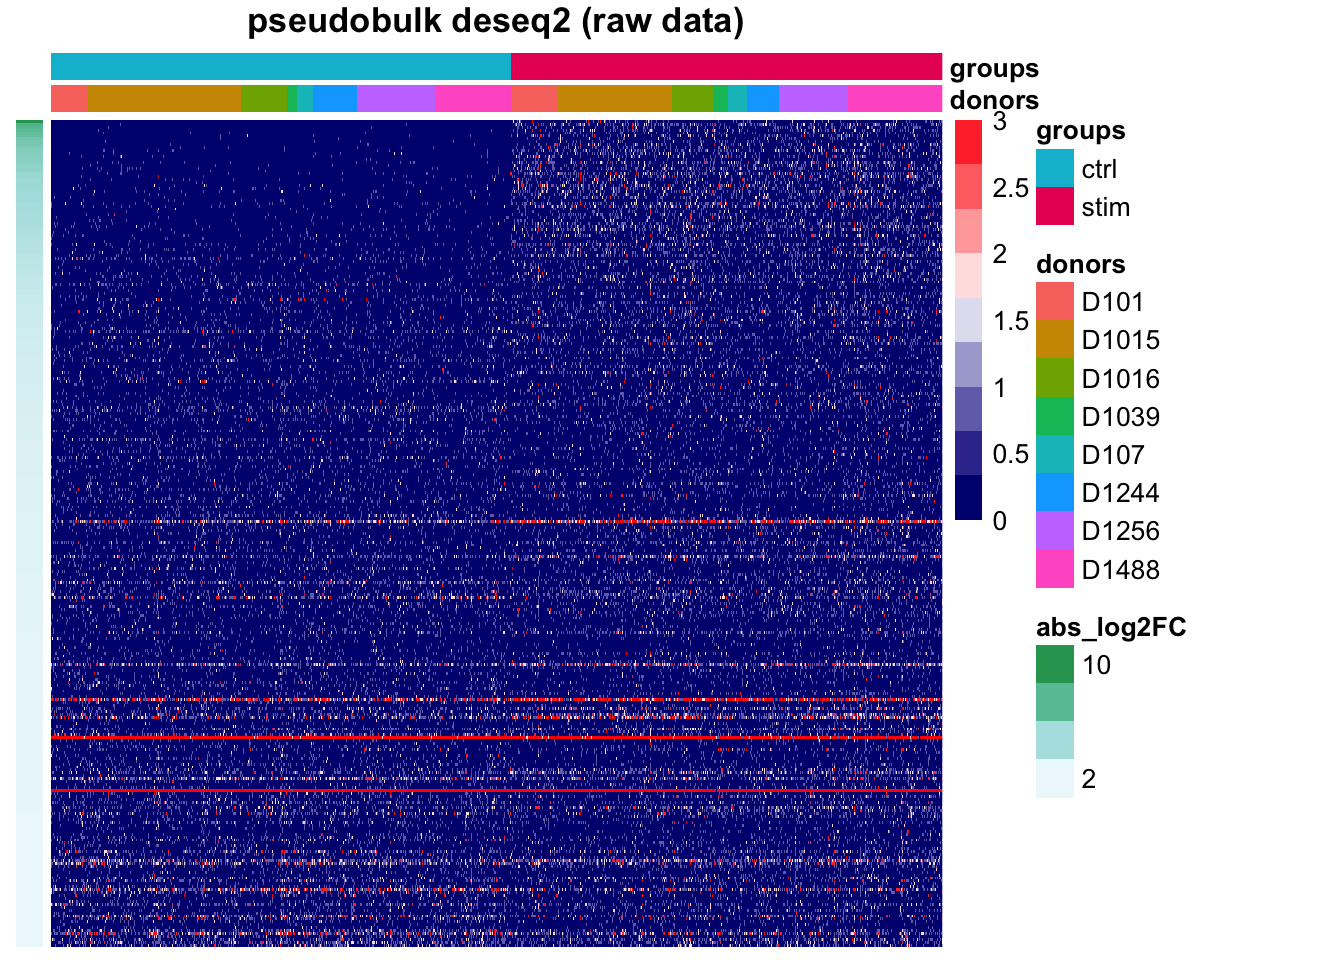 pseudobulk deseq2 (raw data)
groups
donors
3
2.5
2
1.5
1
0.5
0
groups
ctrl
stim
donors
D101
D1015
D1016
D1039
D107
D1244
D1256
D1488
abs_log2FC
10
2